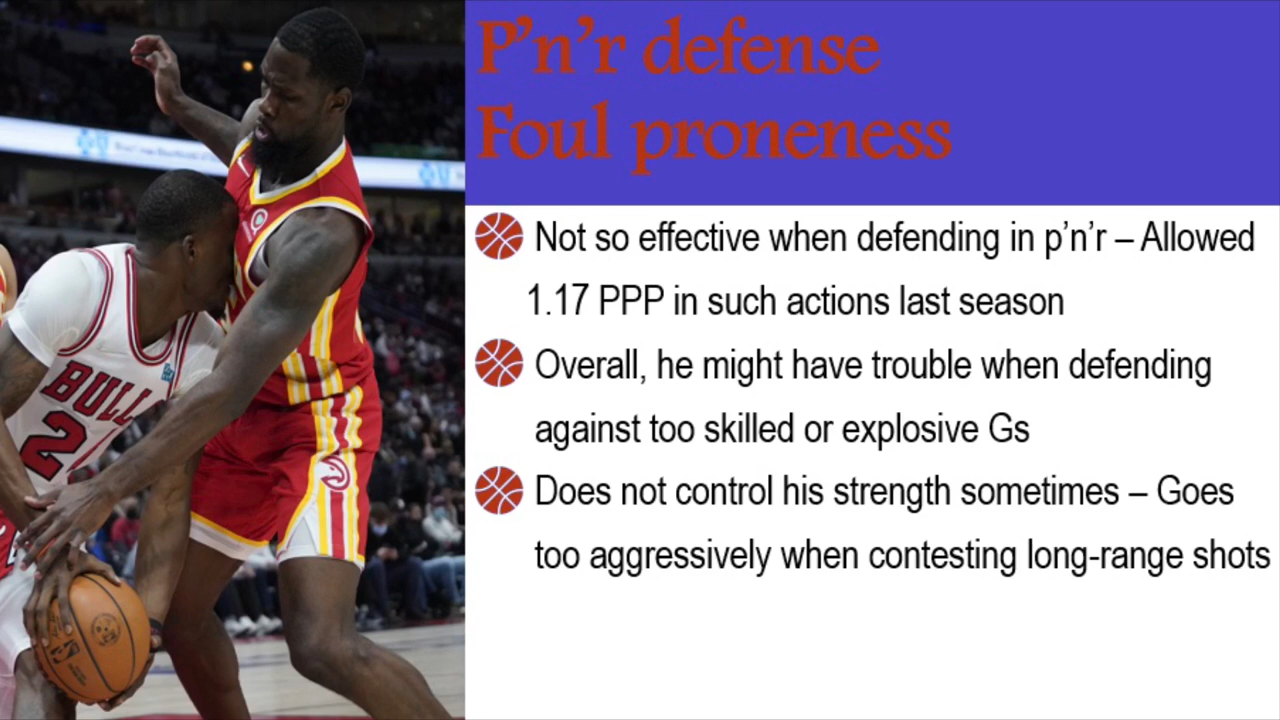 P'n'r defense
Foul proneness
Not so effective when defending in p'n'r – Allowed
1.17 PPP in such actions last season
Overall, he might have trouble when defending
against too skilled or explosive Gs
Does not control his strength sometimes – Goes
too aggressively when contesting long-range shots
BULL
2